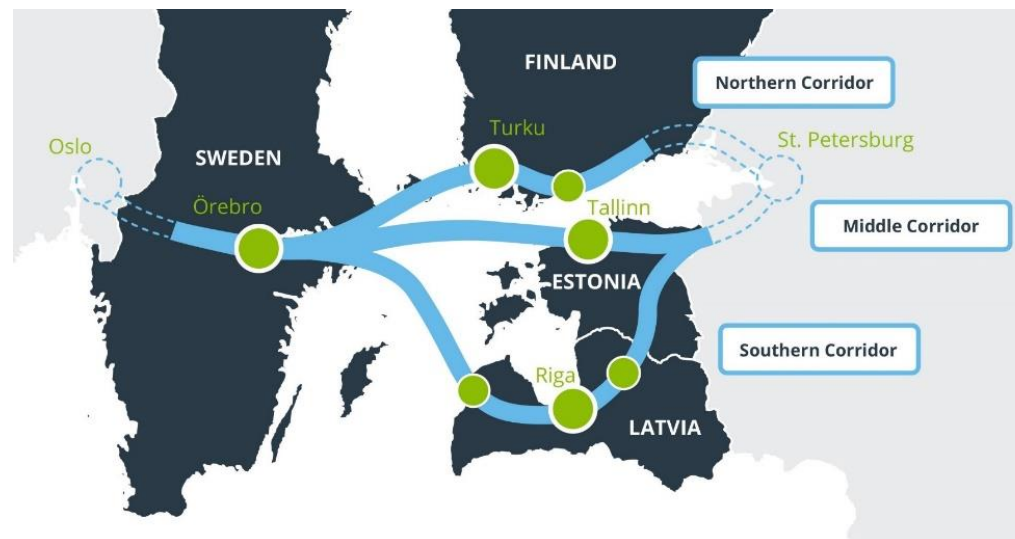 FINLAND
Northern Corridor
Turku
St. Petersburg
Oslo
SWEDEN
Örebro
Tallinn
Middle Corridor
ESTONIA
Southern Corridor
Riga
LATVIA